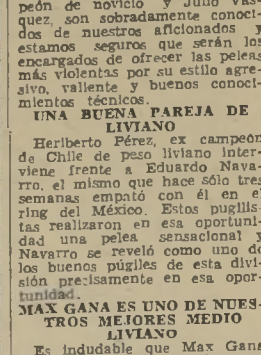 peón de novicio y Julio Vás-
quez, son sobradamente conoci-
dos de nuestros aficionados y
estamos seguros que serán los
encargados de ofrecer las peleas
más violentas por su estilo agre-
sivo, valiente y buenos conoci-
mientos técnicos.
UNA BUENA PAREJA DE
LIVIANO
Heriberto Pérez, ex campeón
de Chile de peso liviano inter-
viene frente a Eduardo Nava-
rro, el mismo que hace sólo tres
semanas empató con él en el
ring del México. Estos pugilis-
tas realizaron en esa oportuni-
dad una pelea sensacional y
Navarro se reveló como uno de
los buenos púgiles de esta divi-
sión precisamente en esa opor-
tunidad.
MAX GANA ES UNO DE NUES-
TROS MEJORES MEDIO
LIVIANO
Es indudable que Max Gana